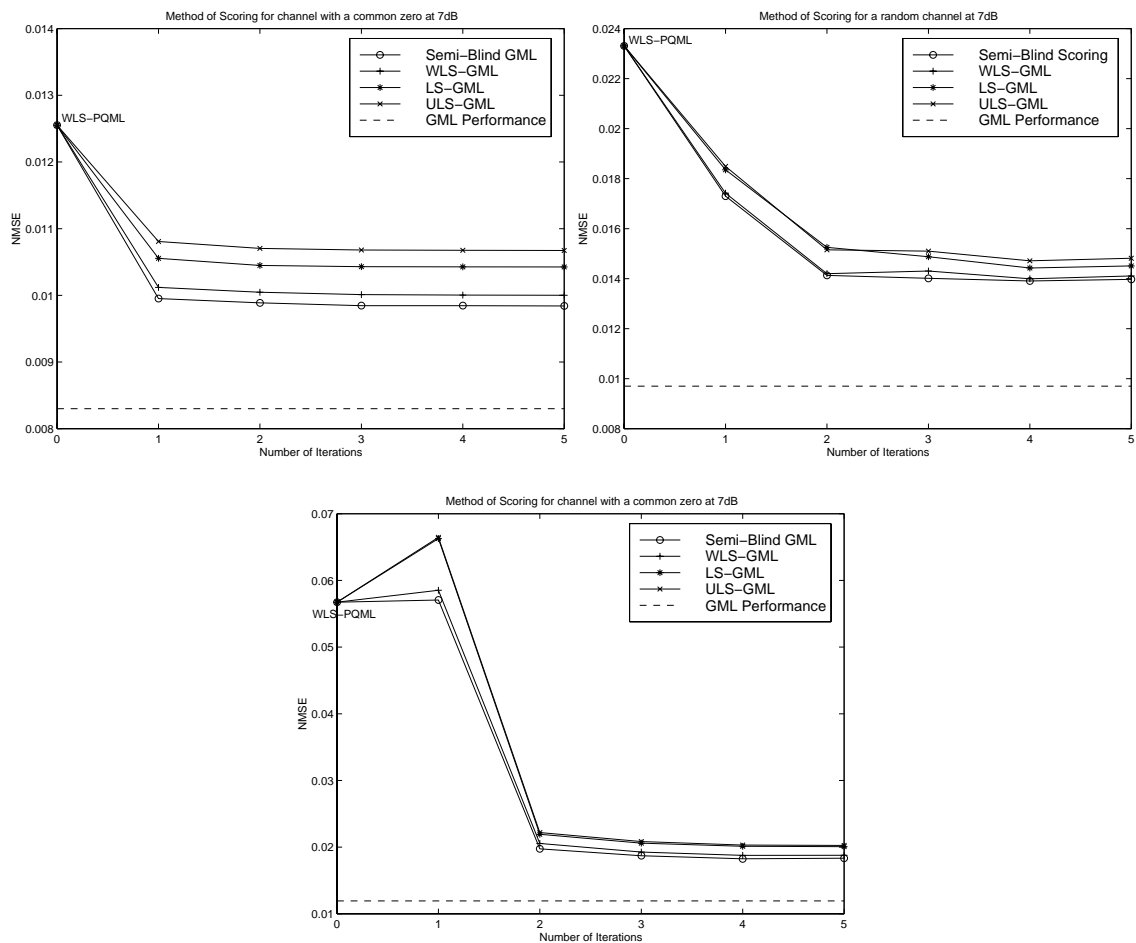 Method of Scoring for channel with a common zero at 7dB
0.014
0.013
0.012
0.011
0.01
0.009
0.008
NMSE
WLS−PQML
Semi−Blind GML
WLS−GML
LS−GML
ULS−GML
GML Performance
0 1 2 3 4 5
Number of Iterations
Method of Scoring for a random channel at 7dB
0.024
0.022
0.02
0.018
0.016
0.014
0.012
0.01
0.008
NMSE
WLS−PQML
Semi−Blind Scoring
WLS−GML
LS−GML
ULS−GML
GML Performance
0 1 2 3 4 5
Number of Iterations
Method of Scoring for channel with a common zero at 7dB
0.07
0.06
0.05
0.04
0.03
0.02
0.01
NMSE
WLS−PQML
Semi−Blind GML
WLS−GML
LS−GML
ULS−GML
GML Performance
0 1 2 3 4 5
Number of Iterations